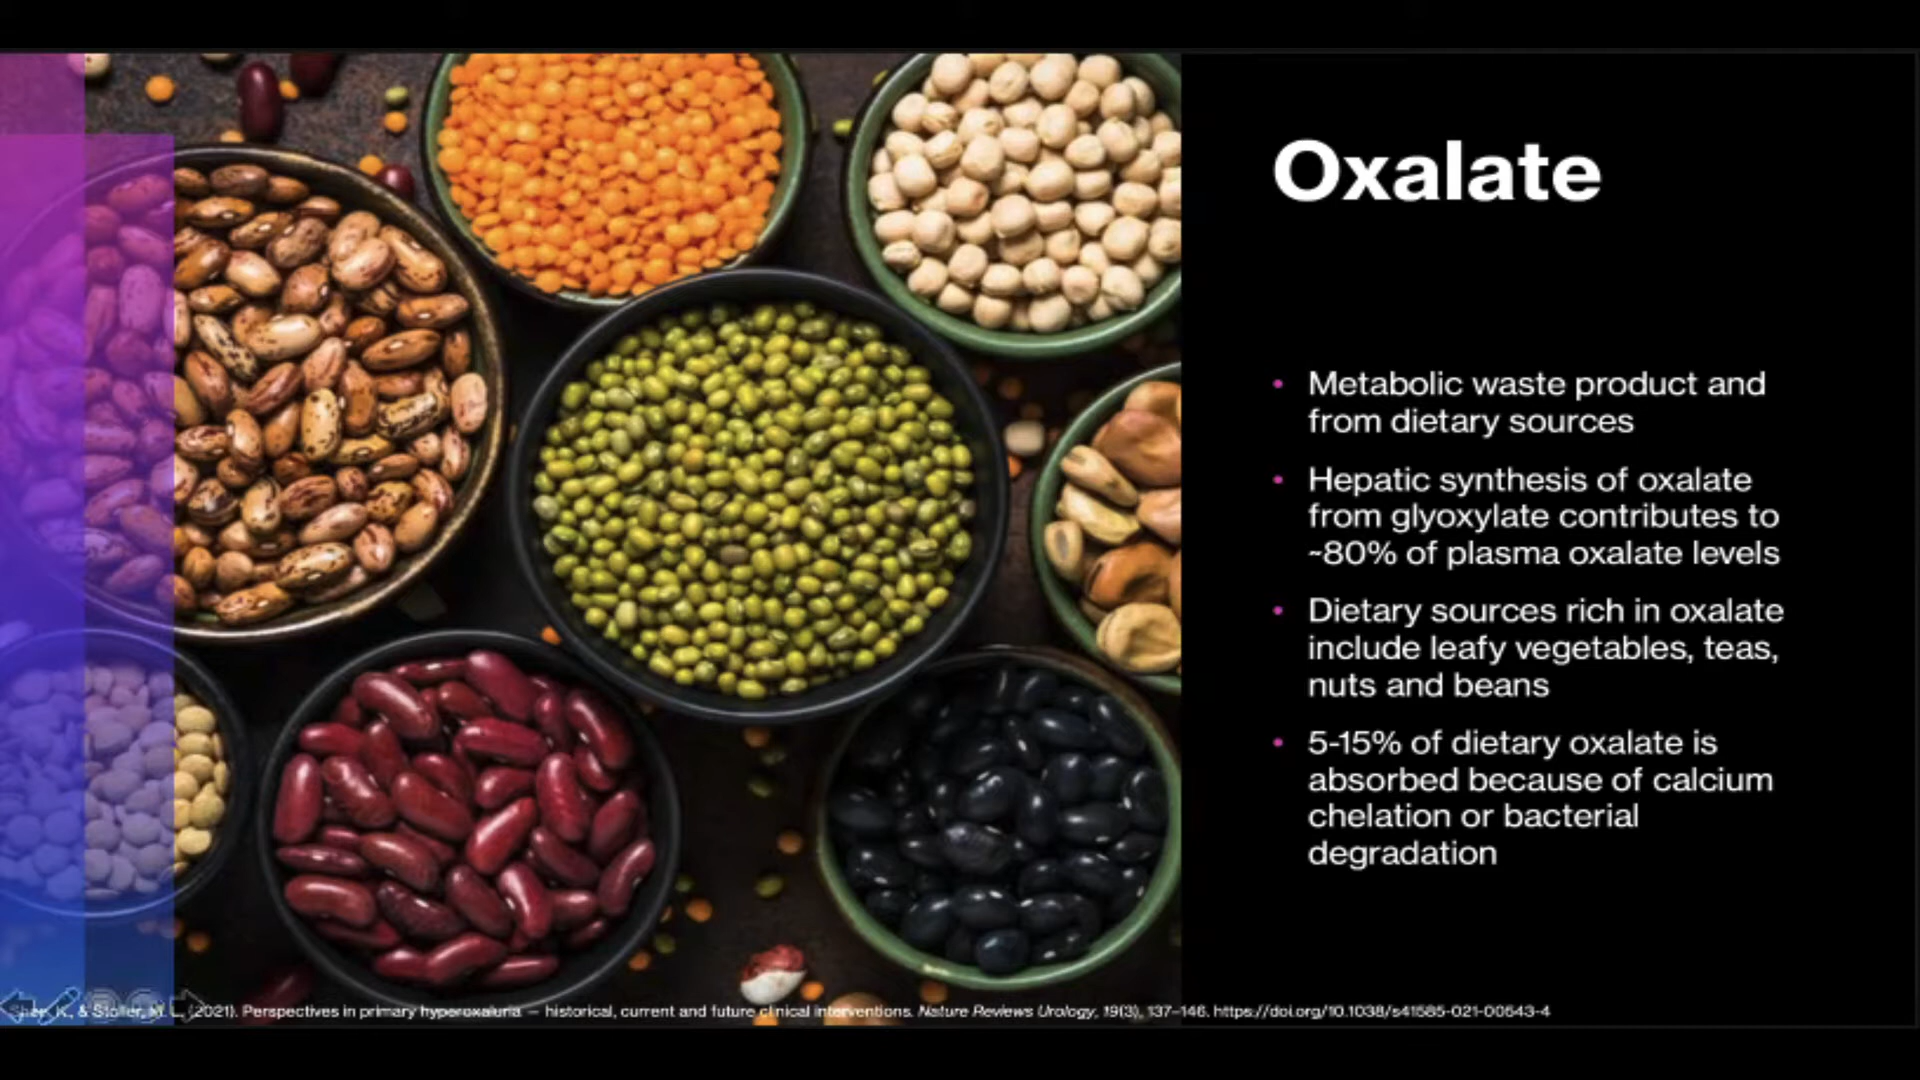 Oxalate
• Metabolic waste product and
from dietary sources
• Hepatic synthesis of oxalate
from glyoxylate contributes to
~80% of plasma oxalate levels
• Dietary sources rich in oxalate
include leafy vegetables, teas,
nuts and beans
• 5-15% of dietary oxalate is
absorbed because of calcium
chelation or bacterial
degradation
K., & Stoller, M. L. (2021). Perspectives in primary hyperoxaluria — historical, current and future clinical interventions. Nature Reviews Urology, 19(3), 137–146. https://doi.org/10.1038/s41585-021-00543-4